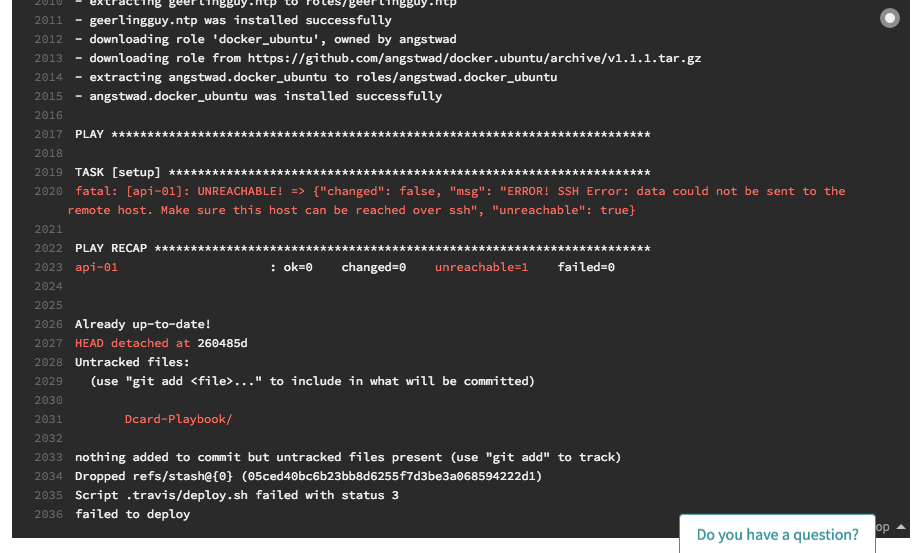 2010 - extracting geerlingguy.ntp to roles/geerlingguy.ntp
2011 - geerlingguy.ntp was installed successfully
2012 - downloading role 'docker_ubuntu', owned by angstwad
2013 - downloading role from https://github.com/angstwad/docker.ubuntu/archive/v1.1.1.tar.gz
2014 - extracting angstwad.docker_ubuntu to roles/angstwad.docker_ubuntu
2015 - angstwad.docker_ubuntu was installed successfully
2016
2017 PLAY ***************************************************************************
2018
2019 TASK [setup] *******************************************************************
2020 fatal: [api-01]: UNREACHABLE! => {"changed": false, "msg": "ERROR! SSH Error: data could not be sent to the
remote host. Make sure this host can be reached over ssh", "unreachable": true}
2021
2022 PLAY RECAP *********************************************************************
2023 api-01 : ok=0 changed=0 unreachable=1 failed=0
2024
2025
2026 Already up-to-date!
2027 HEAD detached at 260485d
2028 Untracked files:
2029 (use "git add <file>..." to include in what will be committed)
2030
2031 Dcard-Playbook/
2032
2033 nothing added to commit but untracked files present (use "git add" to track)
2034 Dropped refs/stash@{0} (05ced40bc6b23bb8d6255f7d3be3a068594222d1)
2035 Script .travis/deploy.sh failed with status 3
2036 failed to deploy
op
Do you have a question?